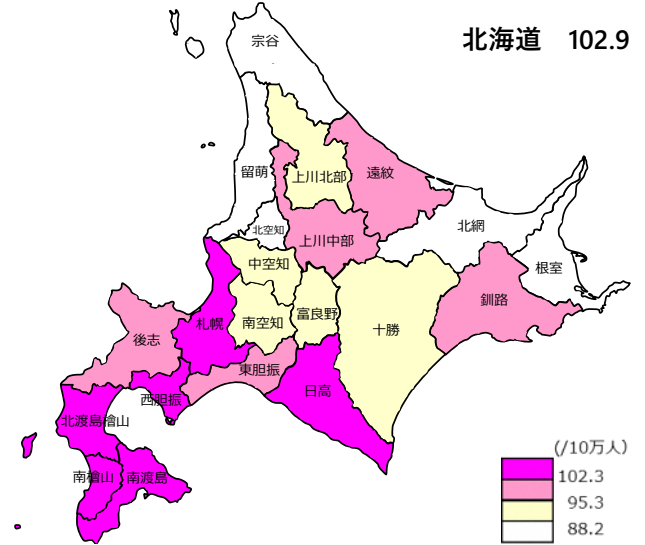 北海道　102.9
宗谷
留萌
上川北部
遠紋
北空知
上川中部
北網
根室
中空知
釧路
札幌
南空知
富良野
十勝
後志
東胆振
日高
西胆振
北渡島檜山
南檜山
南渡島
(/10万人)
102.3
95.3
88.2